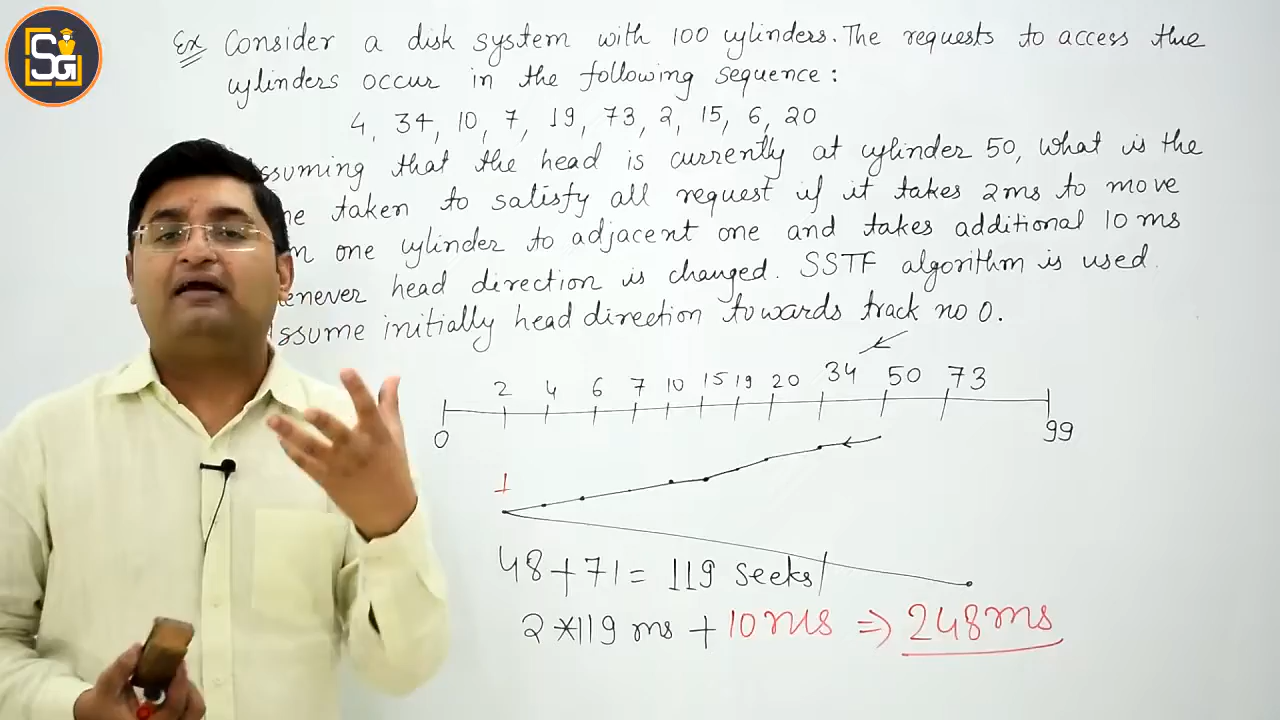 SG
Ex Consider a disk system with 100 cylinders. The requests to access the
cylinders occur in the following sequence:
4, 34, 10, 7, 19, 73, 2, 15, 6, 20
ssuming that the head is currently at cylinder 50, what is the
me taken to satisfy all request if it takes 2ms to move
m one cylinder to adjacent one and takes additional 10 ms
enever head direction is changed. SSTF algorithm is used.
Assume initially head direction towards track no 0.
2 4 6 7 10 15 19 20 34 50 73
0 99
1
48+71= 119 seeks
2*119 ms + 10ms ⇒ 248ms